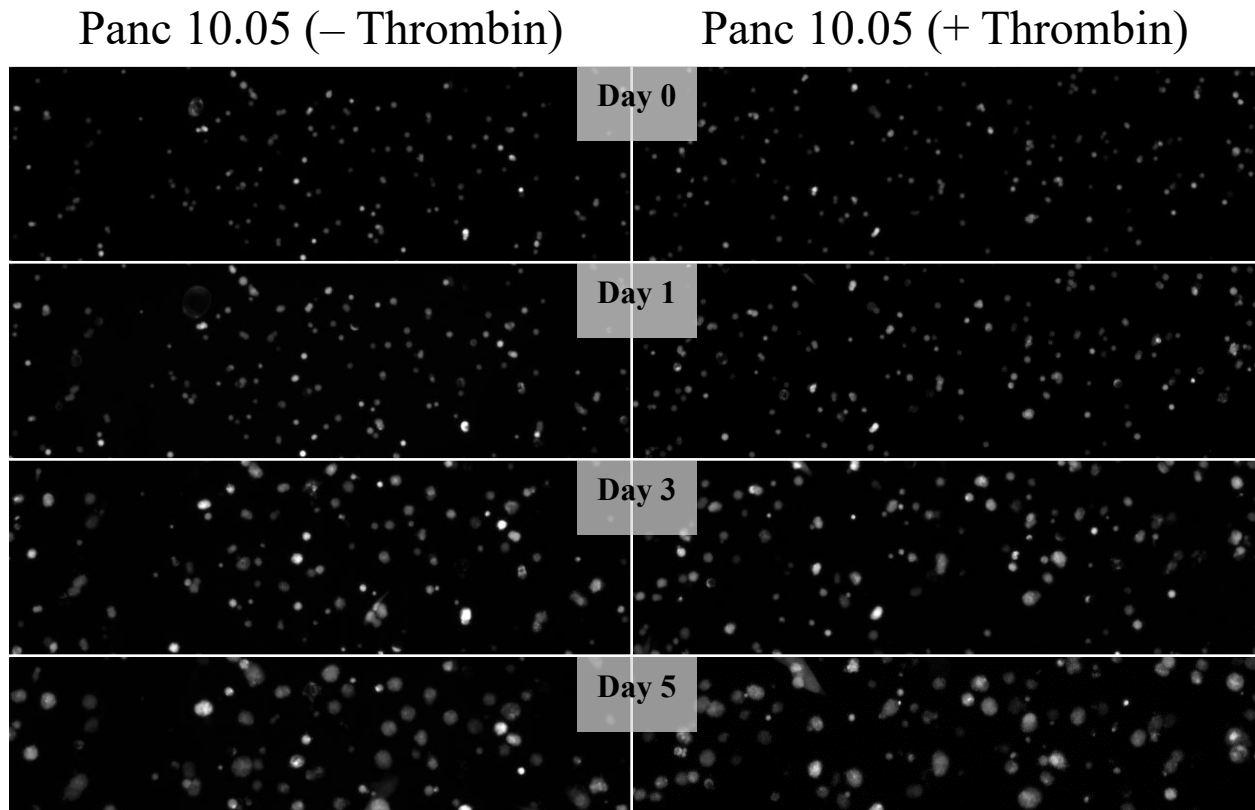 Panc 10.05 (– Thrombin)
Panc 10.05 (+ Thrombin)
Day 0
Day 1
Day 3
Day 5